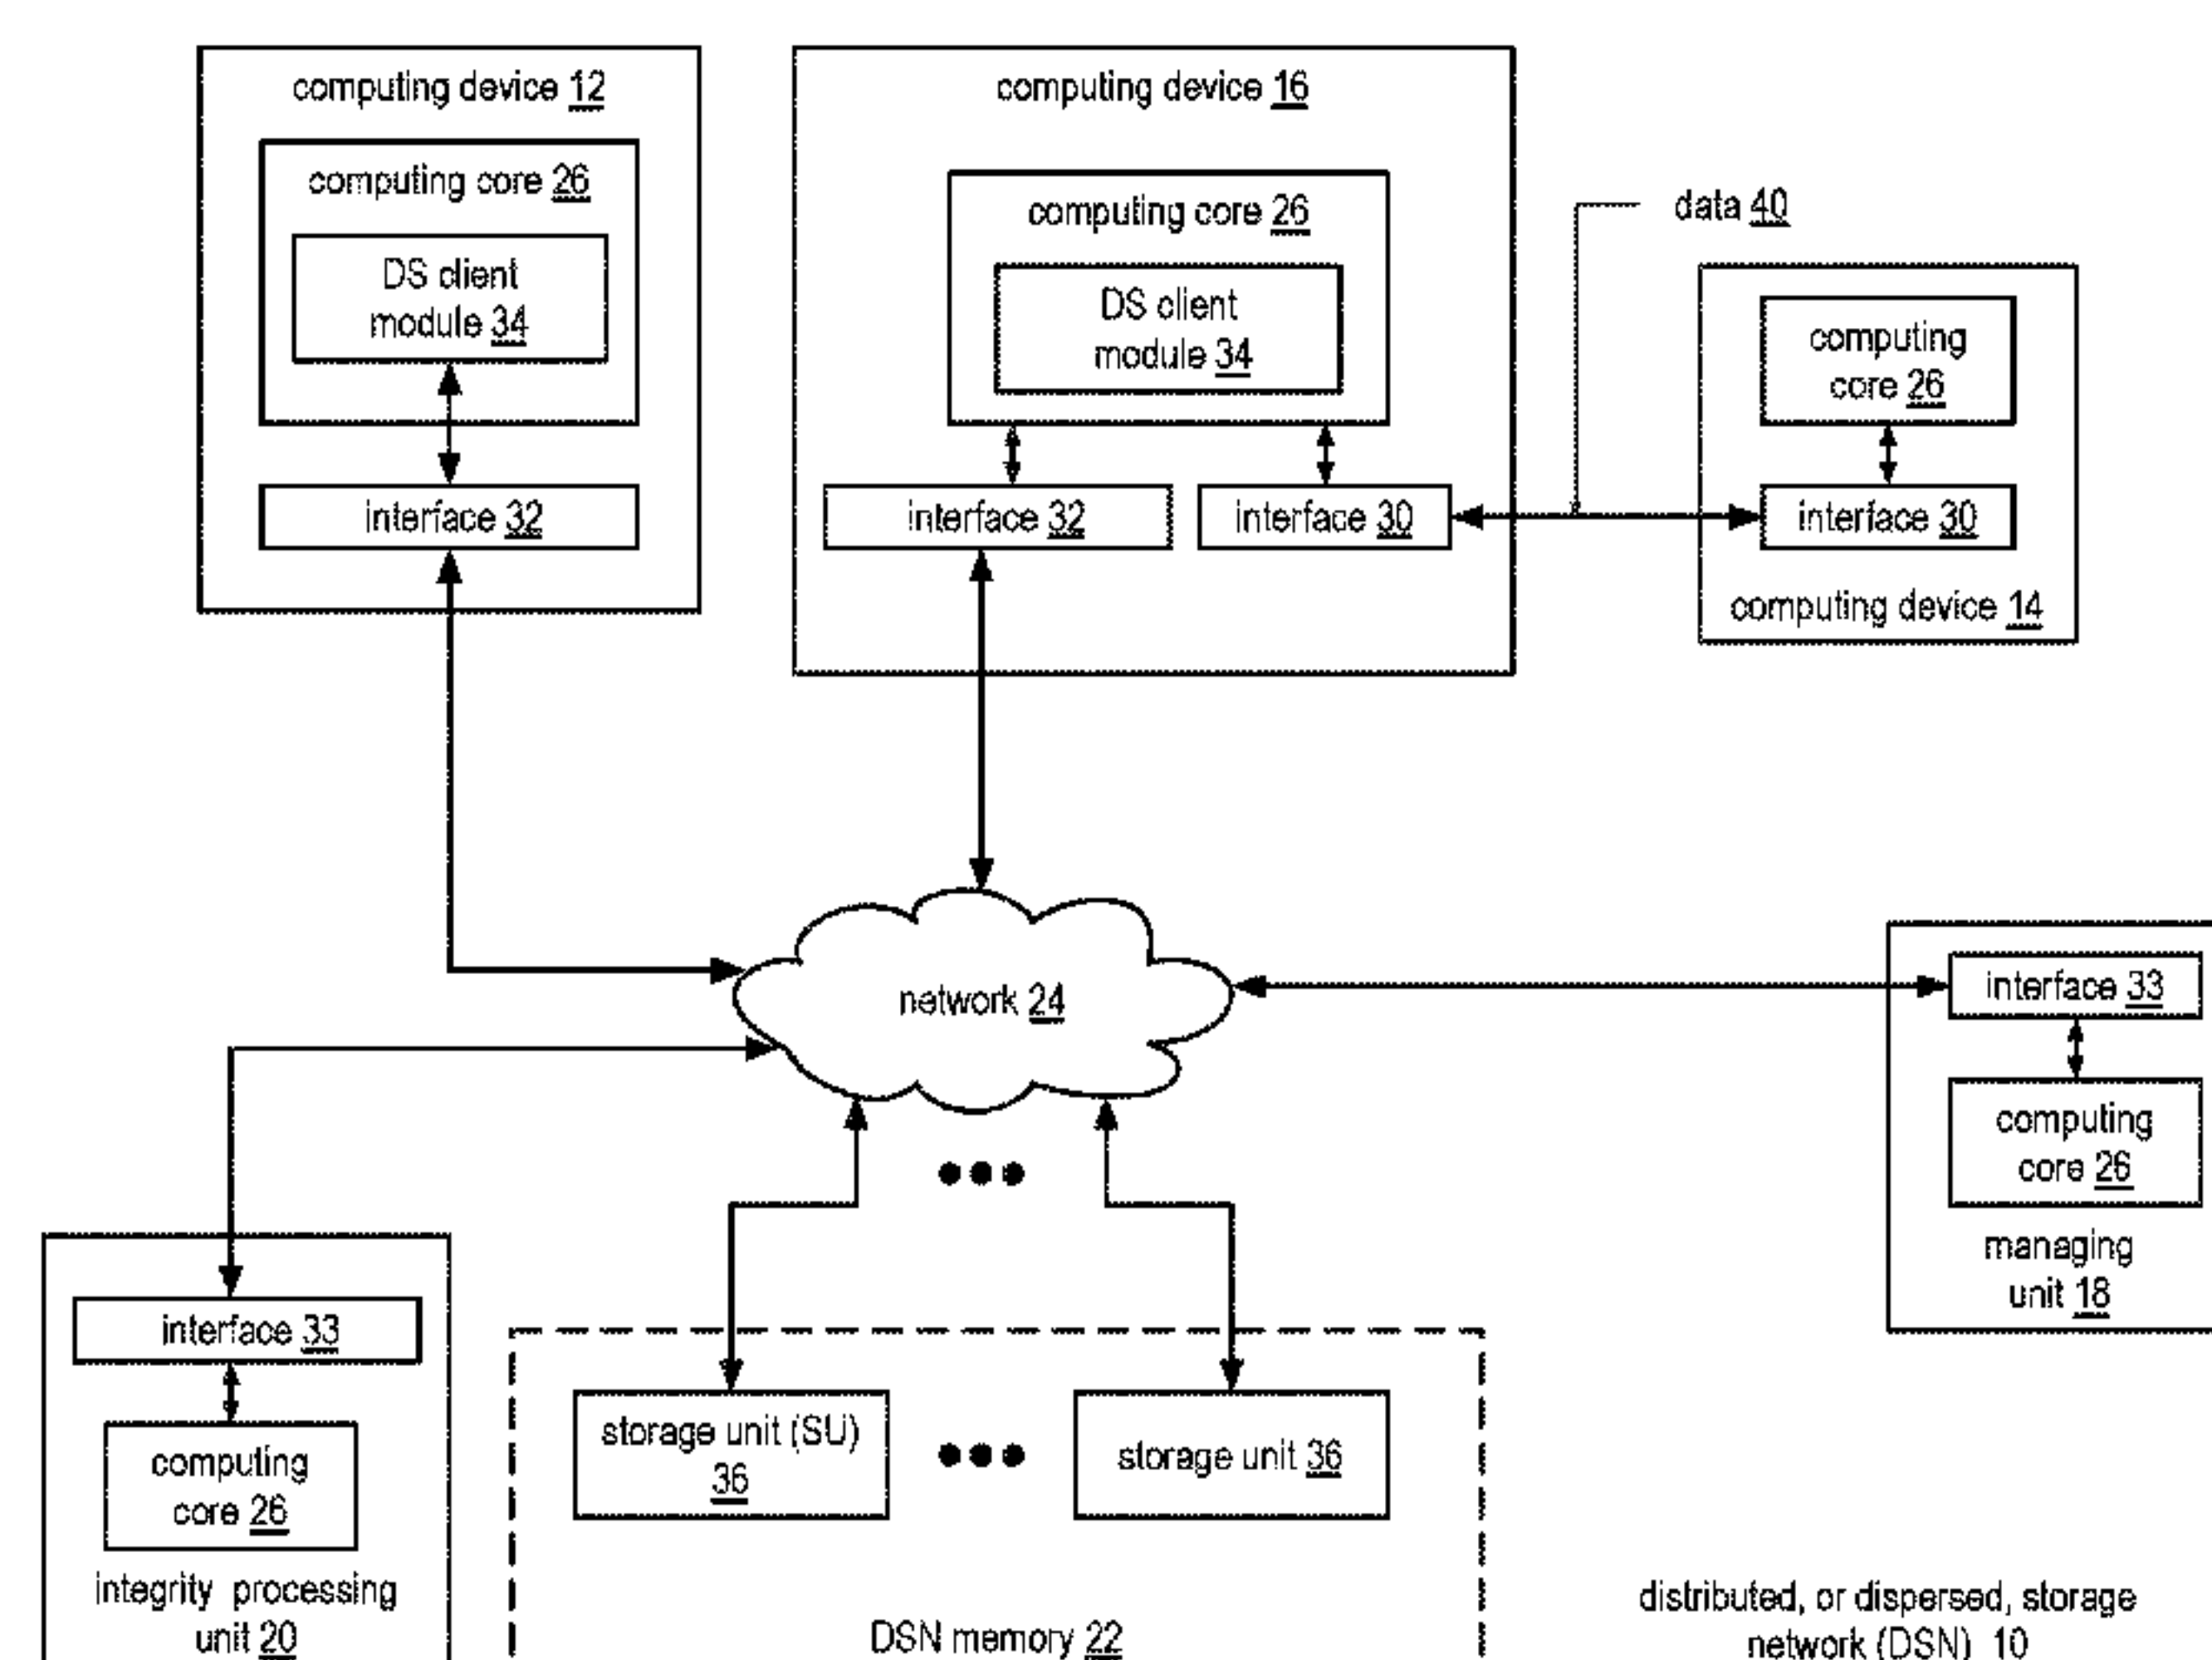 computing device 12
computing core 26
DS client
module 34
interface 32
computing device 16
computing core 26
DS client
module 34
interface 32
interface 30
data 40
computing
core 26
interface 30
computing device 14
network 24
interface 33
computing
core 26
managing
unit 18
interface 33
computing
core 26
integrity processing
unit 20
storage unit (SU)
36
storage unit 36
DSN memory 22
distributed, or dispersed, storage
network (DSN) 10